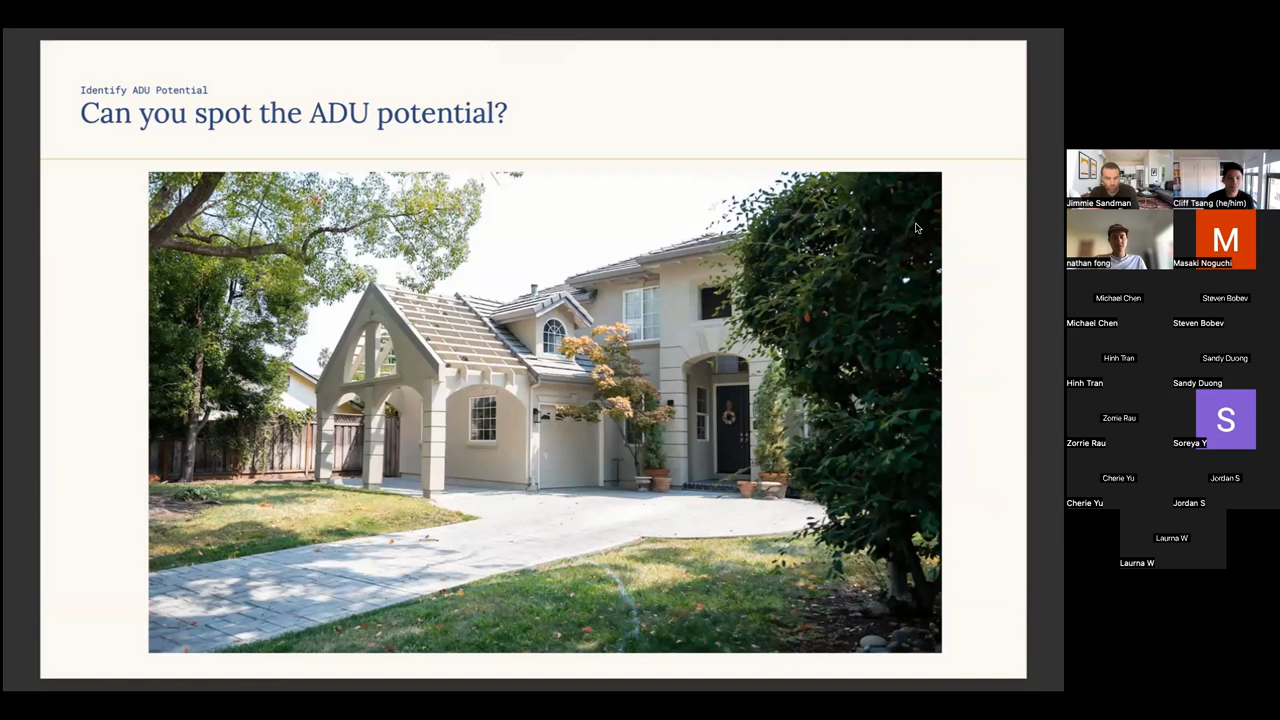 Identify ADU Potential
Can you spot the ADU potential?
Jimmie Sandman
Cliff Tsang (he/him)
nathan fong
M
Masaki Noguchi
Michael Chen
Michael Chen
Steven Bobev
Steven Bobev
Hinh Tran
Hinh Tran
Sandy Duong
Sandy Duong
Zorrie Rau
Zorrie Rau
S
Soreya Y
Cherie Yu
Cherie Yu
Jordan S
Jordan S
Laurna W
Laurna W